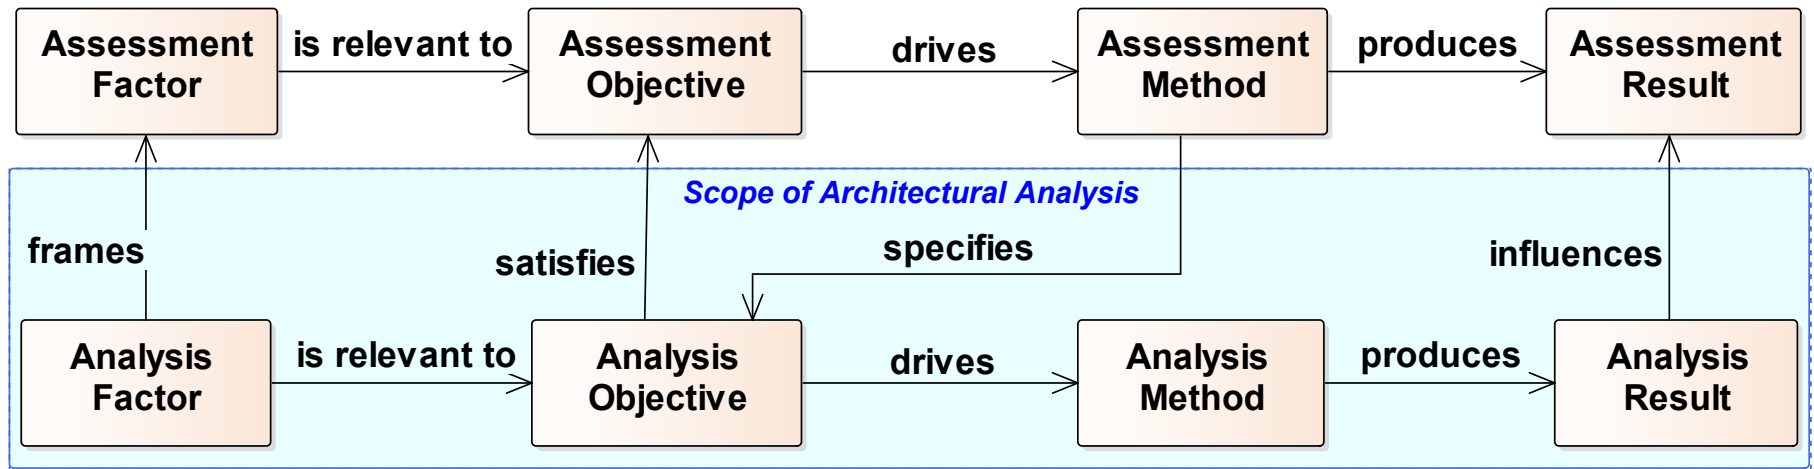 Assessment
Factor
is relevant to
Assessment
Objective
drives
Assessment
Method
produces
Assessment
Result
Scope of Architectural Analysis
frames
satisfies
specifies
influences
Analysis
Factor
is relevant to
Analysis
Objective
drives
Analysis
Method
produces
Analysis
Result